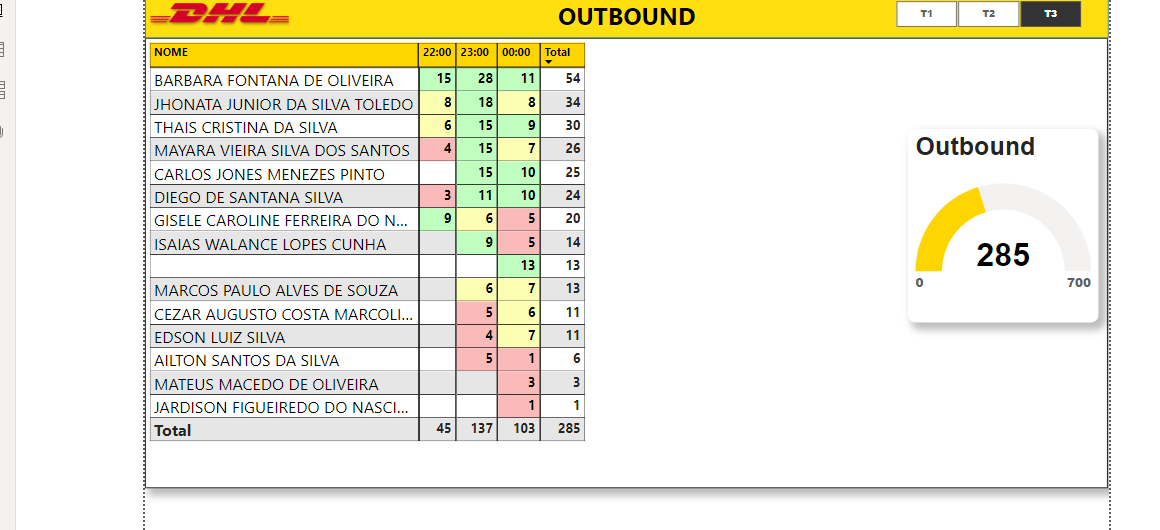 DHL
OUTBOUND
T1 T2 T3
NOME 22:00 23:00 00:00 Total
BARBARA FONTANA DE OLIVEIRA 15 28 11 54
JHONATA JUNIOR DA SILVA TOLEDO 8 18 8 34
THAIS CRISTINA DA SILVA 6 15 9 30
MAYARA VIEIRA SILVA DOS SANTOS 4 15 7 26
CARLOS JONES MENEZES PINTO 15 10 25
DIEGO DE SANTANA SILVA 3 11 10 24
GISELE CAROLINE FERREIRA DO N... 9 6 5 20
ISAIAS WALANCE LOPES CUNHA 9 5 14
13 13
MARCOS PAULO ALVES DE SOUZA 6 7 13
CEZAR AUGUSTO COSTA MARCOLI... 5 6 11
EDSON LUIZ SILVA 4 7 11
AILTON SANTOS DA SILVA 5 1 6
MATEUS MACEDO DE OLIVEIRA 3 3
JARDISON FIGUEIREDO DO NASCI... 1 1
Total 45 137 103 285
Outbound
285
0 700